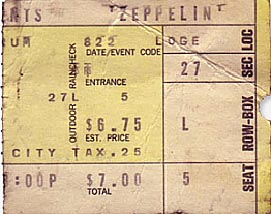 NTS 'ZEPPELIN'
UM 822 LOGE
DATE/EVENT CODE
27
ENTRANCE
27L 5
OUTDOOR RAINCHECK
$6.75 L
EST. PRICE
CITY TAX .25
:00P $7.00 5
TOTAL
SEAT ROW-BOX SEC LOC